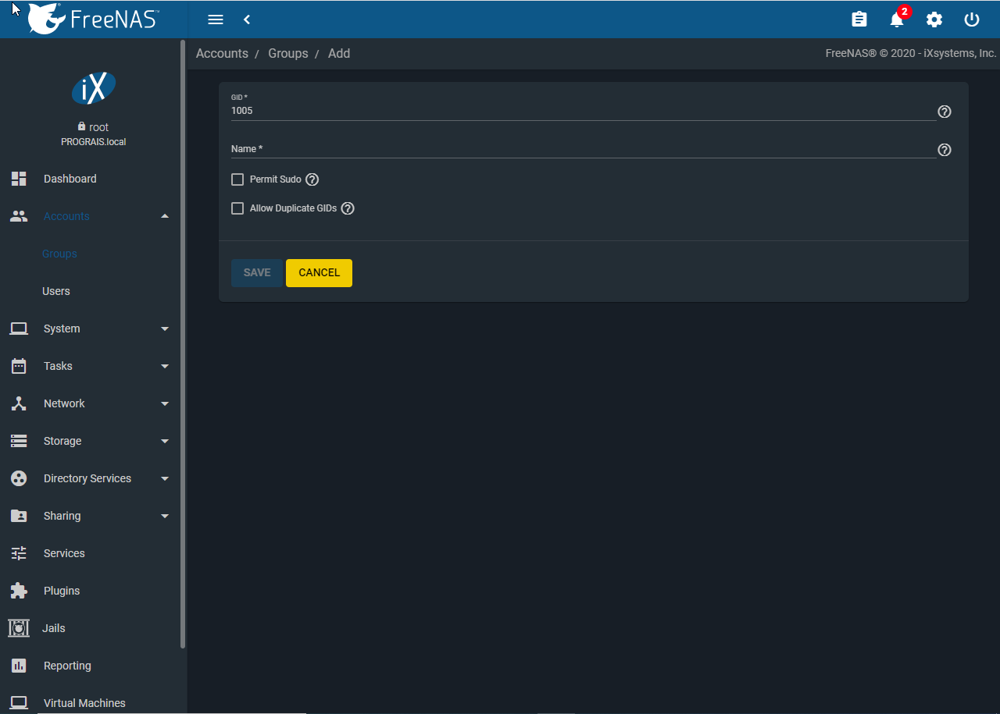 FreeNAS™
2
Accounts / Groups / Add
FreeNAS® © 2020 - iXsystems, Inc.
iX
root
PROGRAIS.local
Dashboard
Accounts
Groups
Users
System
Tasks
Network
Storage
Directory Services
Sharing
Services
Plugins
Jails
Reporting
Virtual Machines
GID *
1005
Name *
Permit Sudo
Allow Duplicate GIDs
SAVE CANCEL